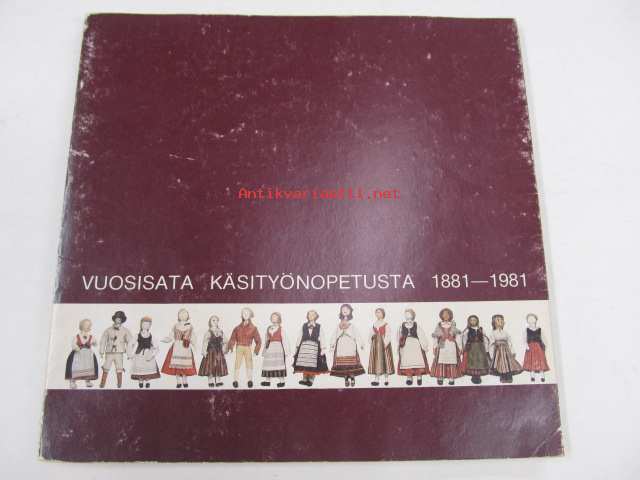 Antikvariaatti.net
VUOSISATA KÄSITYÖNOPETUSTA 1881—1981